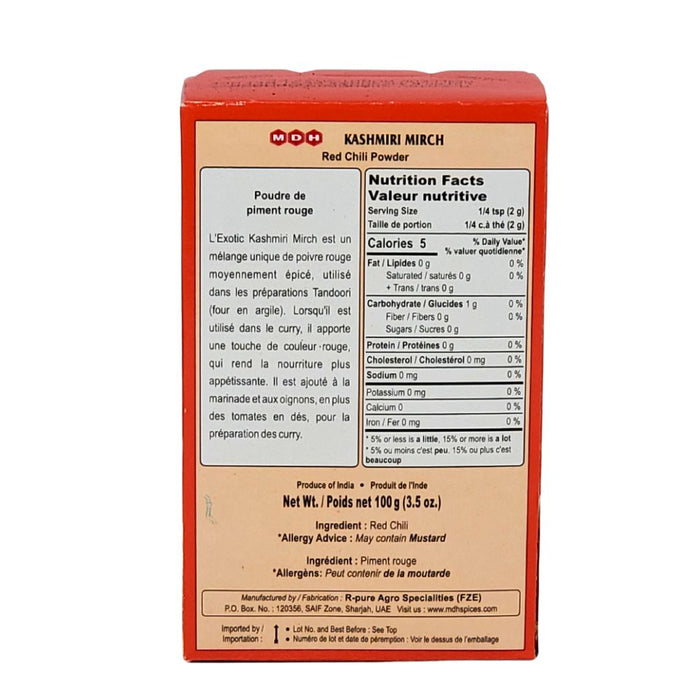 MDH KASHMIRI MIRCH
Red Chili Powder
Poudre de
piment rouge
L'Exotic Kashmiri Mirch est un
mélange unique de poivre rouge
moyennement épicé, utilisé
dans les préparations Tandoori
(four en argile). Lorsqu'il est
utilisé dans le curry, il apporte
une touche de couleur rouge,
qui rend la nourriture plus
appétissante. Il est ajouté à la
marinade et aux oignons, en plus
des tomates en dés, pour la
préparation des curry.
Nutrition Facts
Valeur nutritive
Serving Size 1/4 tsp (2 g)
Taille de portion 1/4 c.à thé (2 g)
Calories 5 % Daily Value*
% valeur quotidienne*
Fat / Lipides 0 g 0 %
Saturated / saturés 0 g 0 %
+ Trans / trans 0 g
Carbohydrate / Glucides 1 g 0 %
Fiber / Fibers 0 g 0 %
Sugars / Sucres 0 g
Protein / Protéines 0 g 0 %
Cholesterol / Cholestérol 0 mg 0 %
Sodium 0 mg 0 %
Potassium 0 mg 0 %
Calcium 0 0 %
Iron / Fer 0 mg 0 %
* 5% or less is a little, 15% or more is a lot
* 5% ou moins c'est peu. 15% ou plus c'est
beaucoup
Produce of India • Produit de l'Inde
Net Wt. / Poids net 100 g (3.5 oz.)
Ingredient : Red Chili
*Allergy Advice : May contain Mustard
Ingrédient : Piment rouge
*Allergèns: Peut contenir de la moutarde
Manufactured by / Fabrication : R-pure Agro Specialities (FZE)
P.O. Box. No. : 120356, SAIF Zone, Sharjah, UAE Visit us : www.mdhspices.com
Imported by / • Lot No. and Best Before : See Top
Importation : • Numéro de lot et date de péremption : Voir le dessus de l'emballage